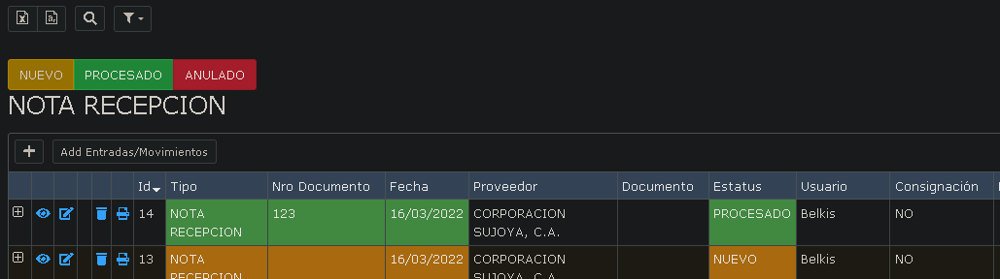 NUEVO PROCESADO ANULADO
NOTA RECEPCION
Add Entradas/Movimientos
Id Tipo Nro Documento Fecha Proveedor Documento Estatus Usuario Consignación
14 NOTA RECEPCION 123 16/03/2022 CORPORACION SUJOYA, C.A. PROCESADO Belkis NO
13 NOTA RECEPCION 16/03/2022 CORPORACION SUJOYA, C.A. NUEVO Belkis NO